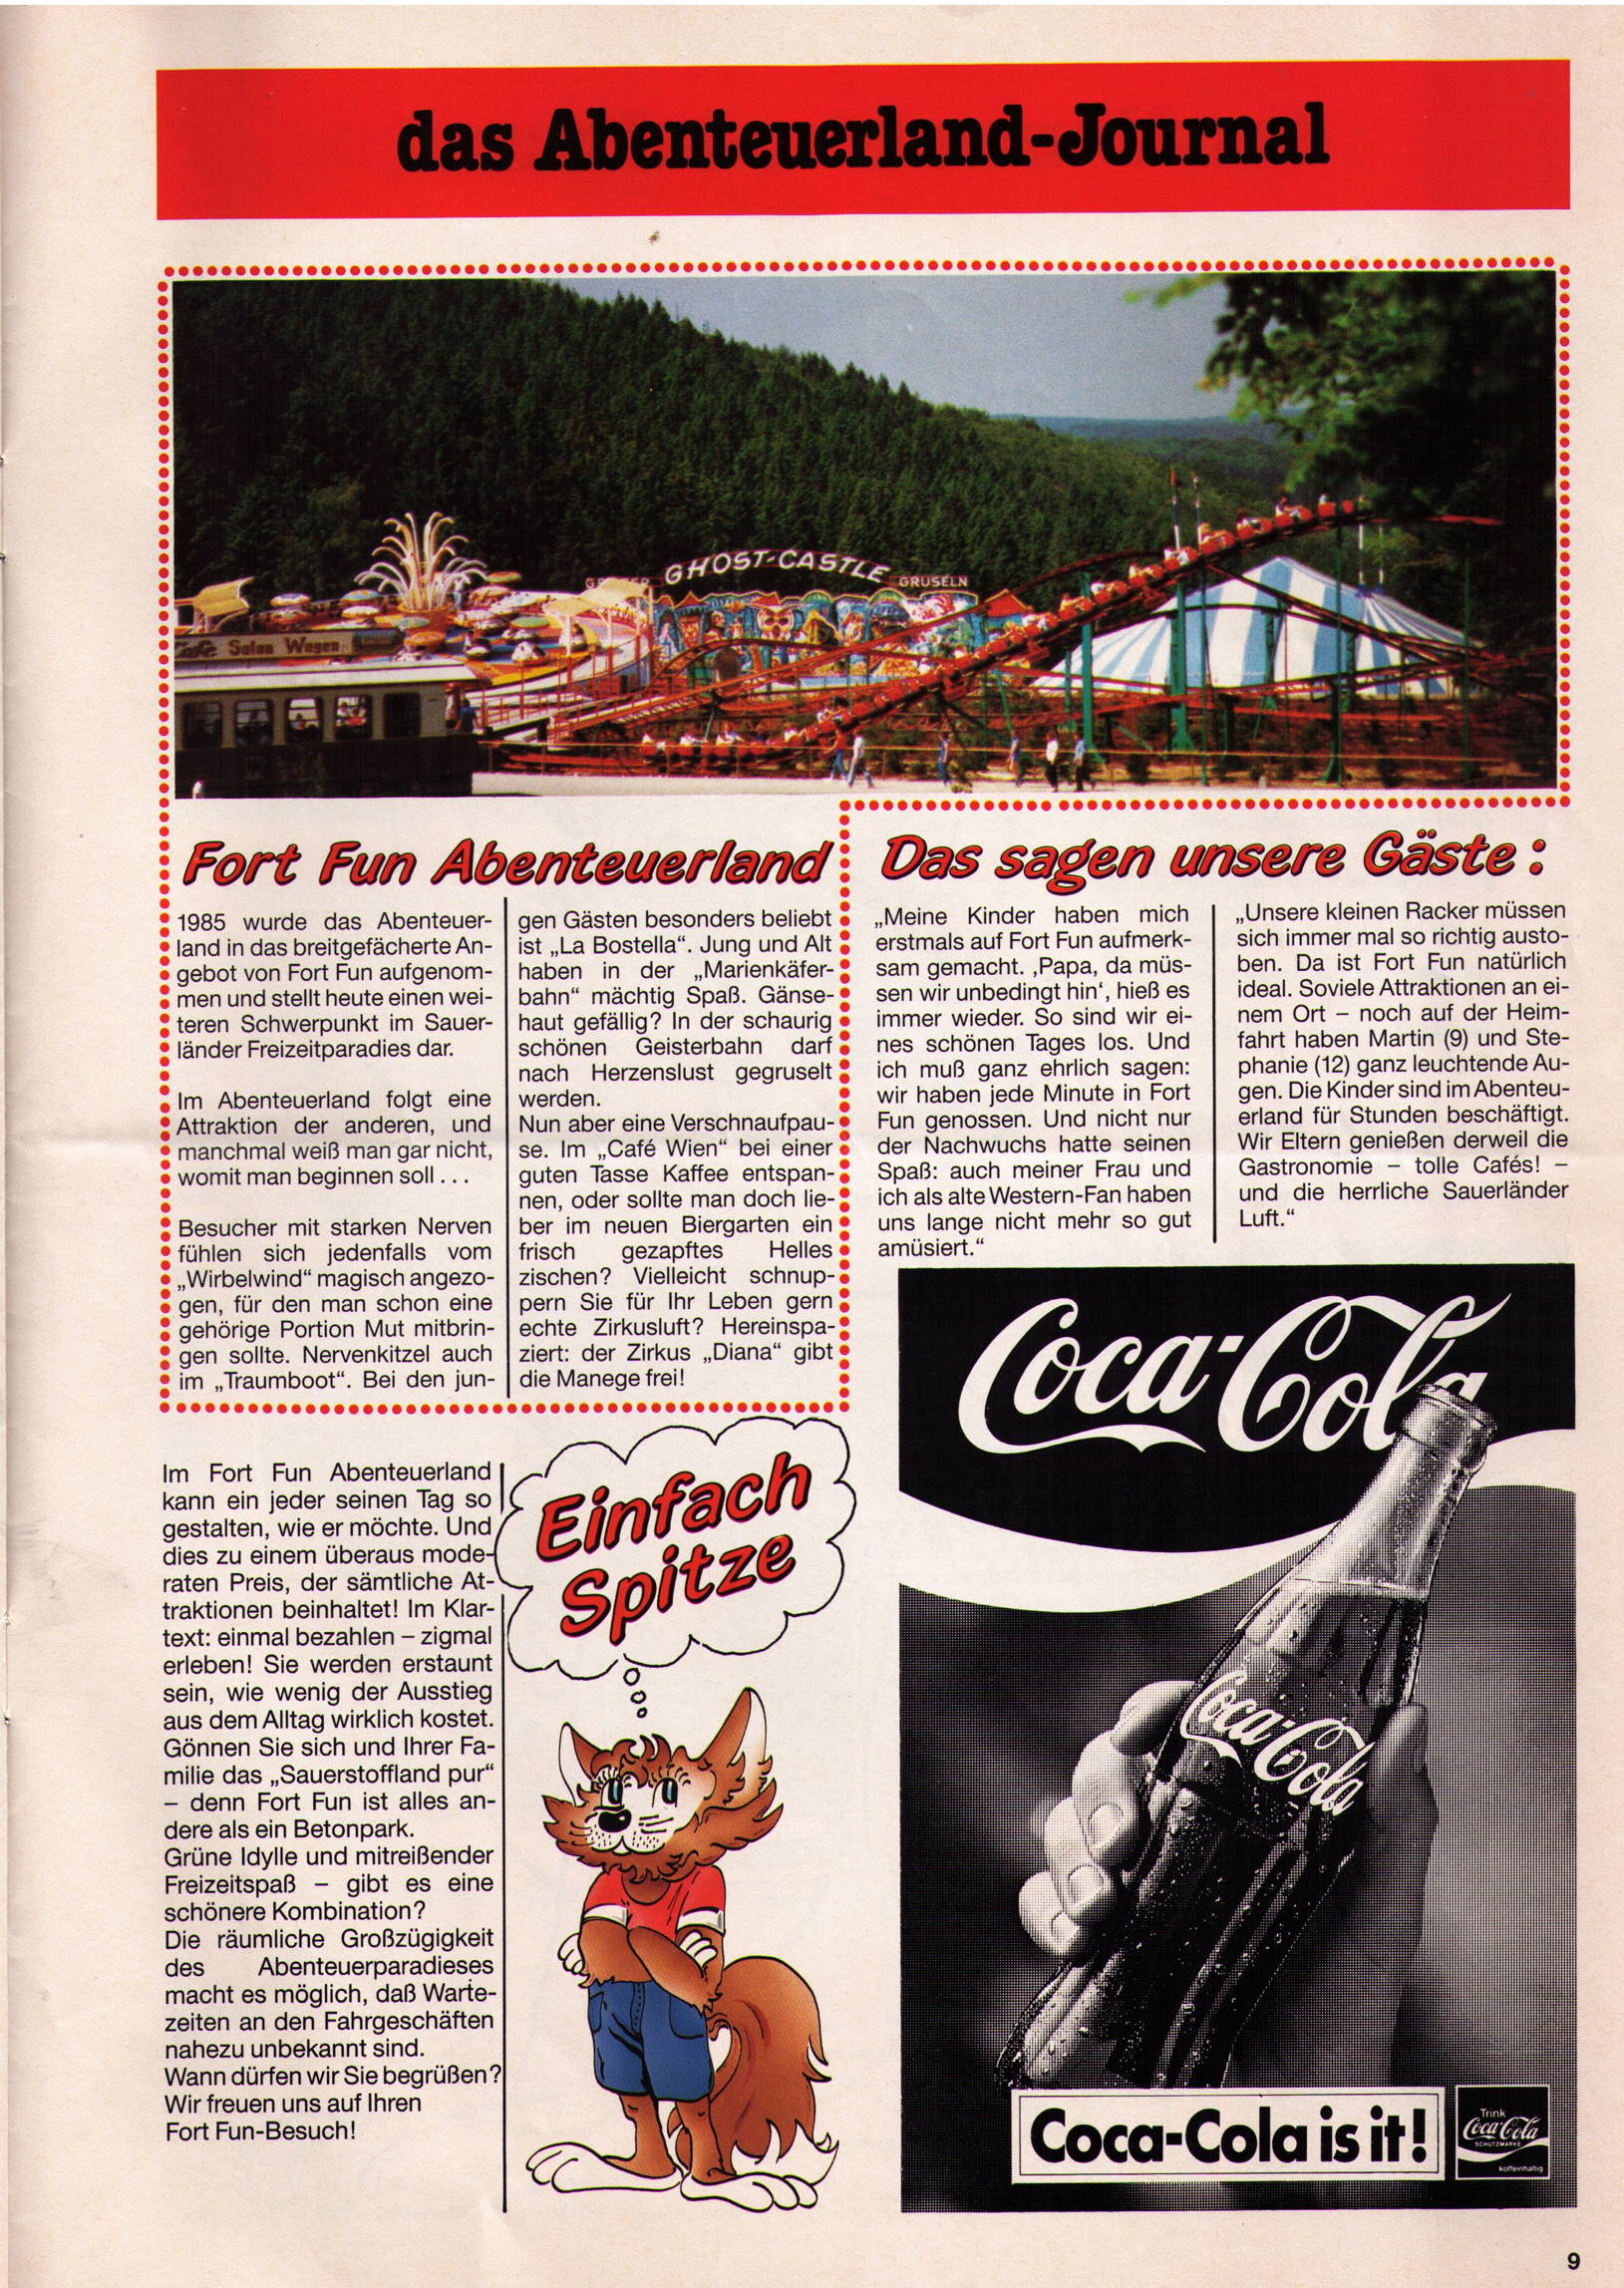 das Abenteuerland-Journal
GHOST-CASTLE
GRUSELN
Cafe Salon Wagen
Fort Fun Abenteuerland
1985 wurde das Abenteuer-
land in das breitgefächerte An-
gebot von Fort Fun aufgenom-
men und stellt heute einen wei-
teren Schwerpunkt im Sauer-
länder Freizeitparadies dar.
Im Abenteuerland folgt eine
Attraktion der anderen, und
manchmal weiß man gar nicht,
womit man beginnen soll . . .
Besucher mit starken Nerven
fühlen sich jedenfalls vom
„Wirbelwind“ magisch angezo-
gen, für den man schon eine
gehörige Portion Mut mitbrin-
gen sollte. Nervenkitzel auch
im „Traumboot“. Bei den jun-
gen Gästen besonders beliebt
ist „La Bostella“. Jung und Alt
haben in der „Marienkäfer-
bahn“ mächtig Spaß. Gänse-
haut gefällig? In der schaurig
schönen Geisterbahn darf
nach Herzenslust gegruselt
werden.
Nun aber eine Verschnaufpau-
se. Im „Café Wien“ bei einer
guten Tasse Kaffee entspan-
nen, oder sollte man doch lie-
ber im neuen Biergarten ein
frisch gezapftes Helles
zischen? Vielleicht schnup-
pern Sie für Ihr Leben gern
echte Zirkusluft? Hereinspa-
ziert: der Zirkus „Diana“ gibt
die Manege frei!
Das sagen unsere Gäste :
„Meine Kinder haben mich
erstmals auf Fort Fun aufmerk-
sam gemacht. ‚Papa, da müs-
sen wir unbedingt hin‘, hieß es
immer wieder. So sind wir ei-
nes schönen Tages los. Und
ich muß ganz ehrlich sagen:
wir haben jede Minute in Fort
Fun genossen. Und nicht nur
der Nachwuchs hatte seinen
Spaß: auch meiner Frau und
ich als alte Western-Fan haben
uns lange nicht mehr so gut
amüsiert.“
„Unsere kleinen Racker müssen
sich immer mal so richtig austo-
ben. Da ist Fort Fun natürlich
ideal. Soviele Attraktionen an ei-
nem Ort – noch auf der Heim-
fahrt haben Martin (9) und Ste-
phanie (12) ganz leuchtende Au-
gen. Die Kinder sind im Abenteu-
erland für Stunden beschäftigt.
Wir Eltern genießen derweil die
Gastronomie – tolle Cafés! –
und die herrliche Sauerländer
Luft.“
Im Fort Fun Abenteuerland
kann ein jeder seinen Tag so
gestalten, wie er möchte. Und
dies zu einem überaus mode-
raten Preis, der sämtliche At-
traktionen beinhaltet! Im Klar-
text: einmal bezahlen – zigmal
erleben! Sie werden erstaunt
sein, wie wenig der Ausstieg
aus dem Alltag wirklich kostet.
Gönnen Sie sich und Ihrer Fa-
milie das „Sauerstoffland pur“
– denn Fort Fun ist alles an-
dere als ein Betonpark.
Grüne Idylle und mitreißender
Freizeitspaß – gibt es eine
schönere Kombination?
Die räumliche Großzügigkeit
des Abenteuerparadieses
macht es möglich, daß Warte-
zeiten an den Fahrgeschäften
nahezu unbekannt sind.
Wann dürfen wir Sie begrüßen?
Wir freuen uns auf Ihren
Fort Fun-Besuch!
Einfach
Spitze
Coca-Cola
Coca-Cola
Coca-Cola is it!
Trink
Coca-Cola
SCHUTZMARKE
koffeinhaltig
9